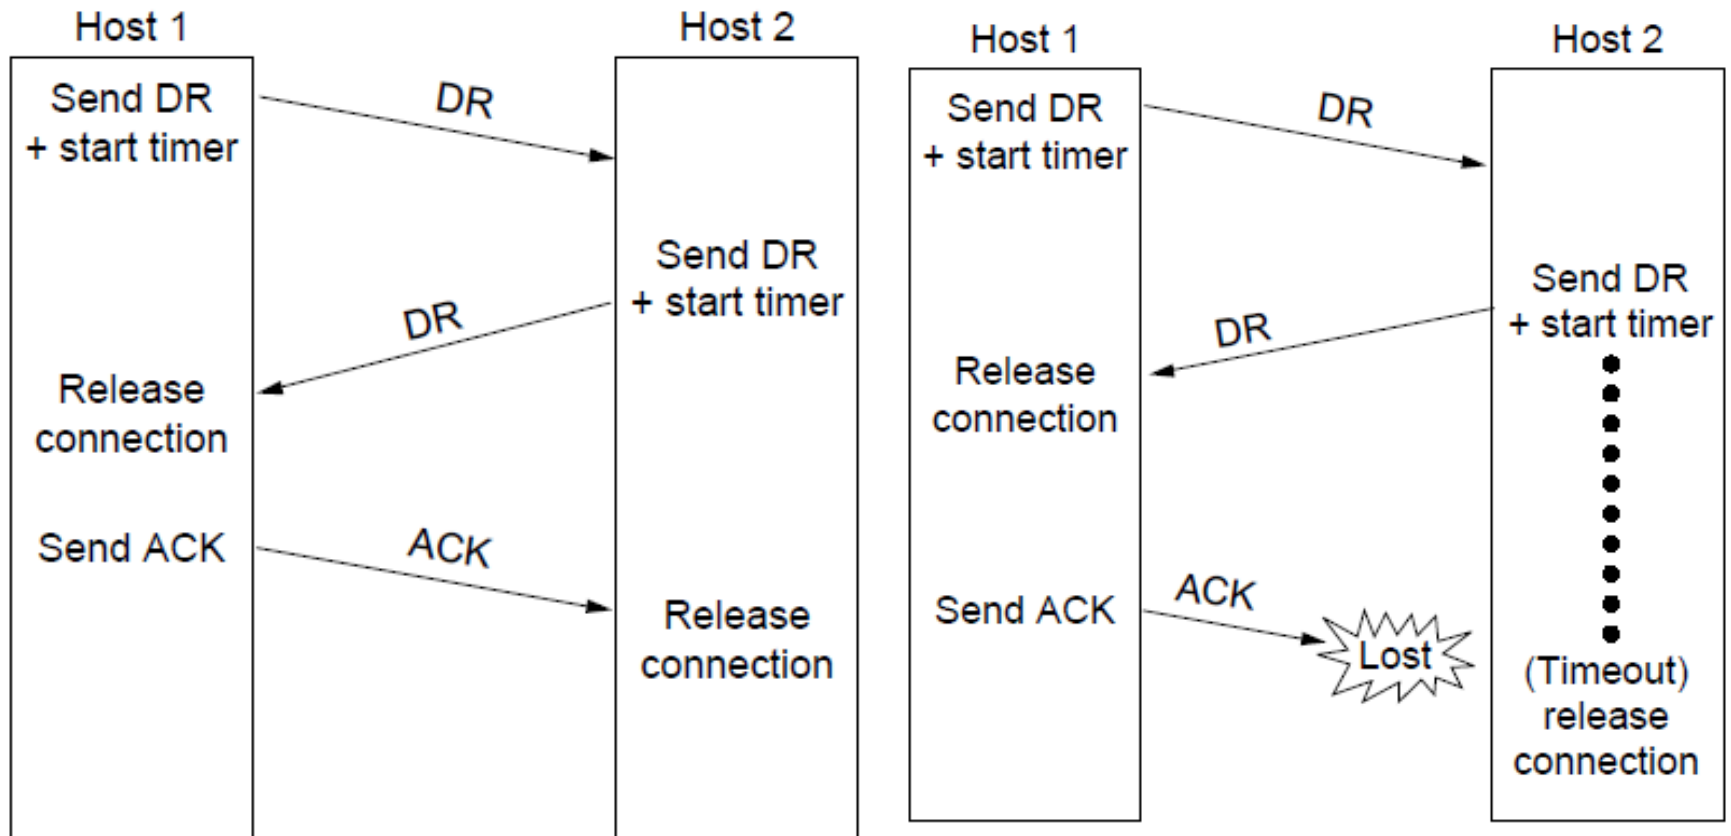 Host 1
Host 2
Send DR
+ start timer
DR
Send DR
+ start timer
DR
Release
connection
Send ACK
ACK
Release
connection
Host 1
Host 2
Send DR
+ start timer
DR
Send DR
+ start timer
DR
Release
connection
Send ACK
ACK
Lost
(Timeout)
release
connection